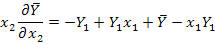 x₂ ∂Ȳ/∂x₂ = −Y₁ + Y₁x₁ + Ȳ − x₁Y₁